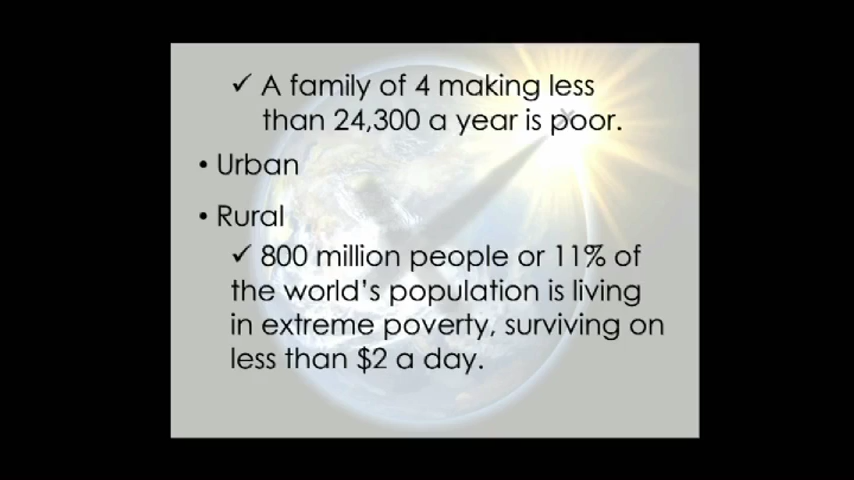 ✓ A family of 4 making less
than 24,300 a year is poor.
• Urban
• Rural
✓ 800 million people or 11% of
the world's population is living
in extreme poverty, surviving on
less than $2 a day.